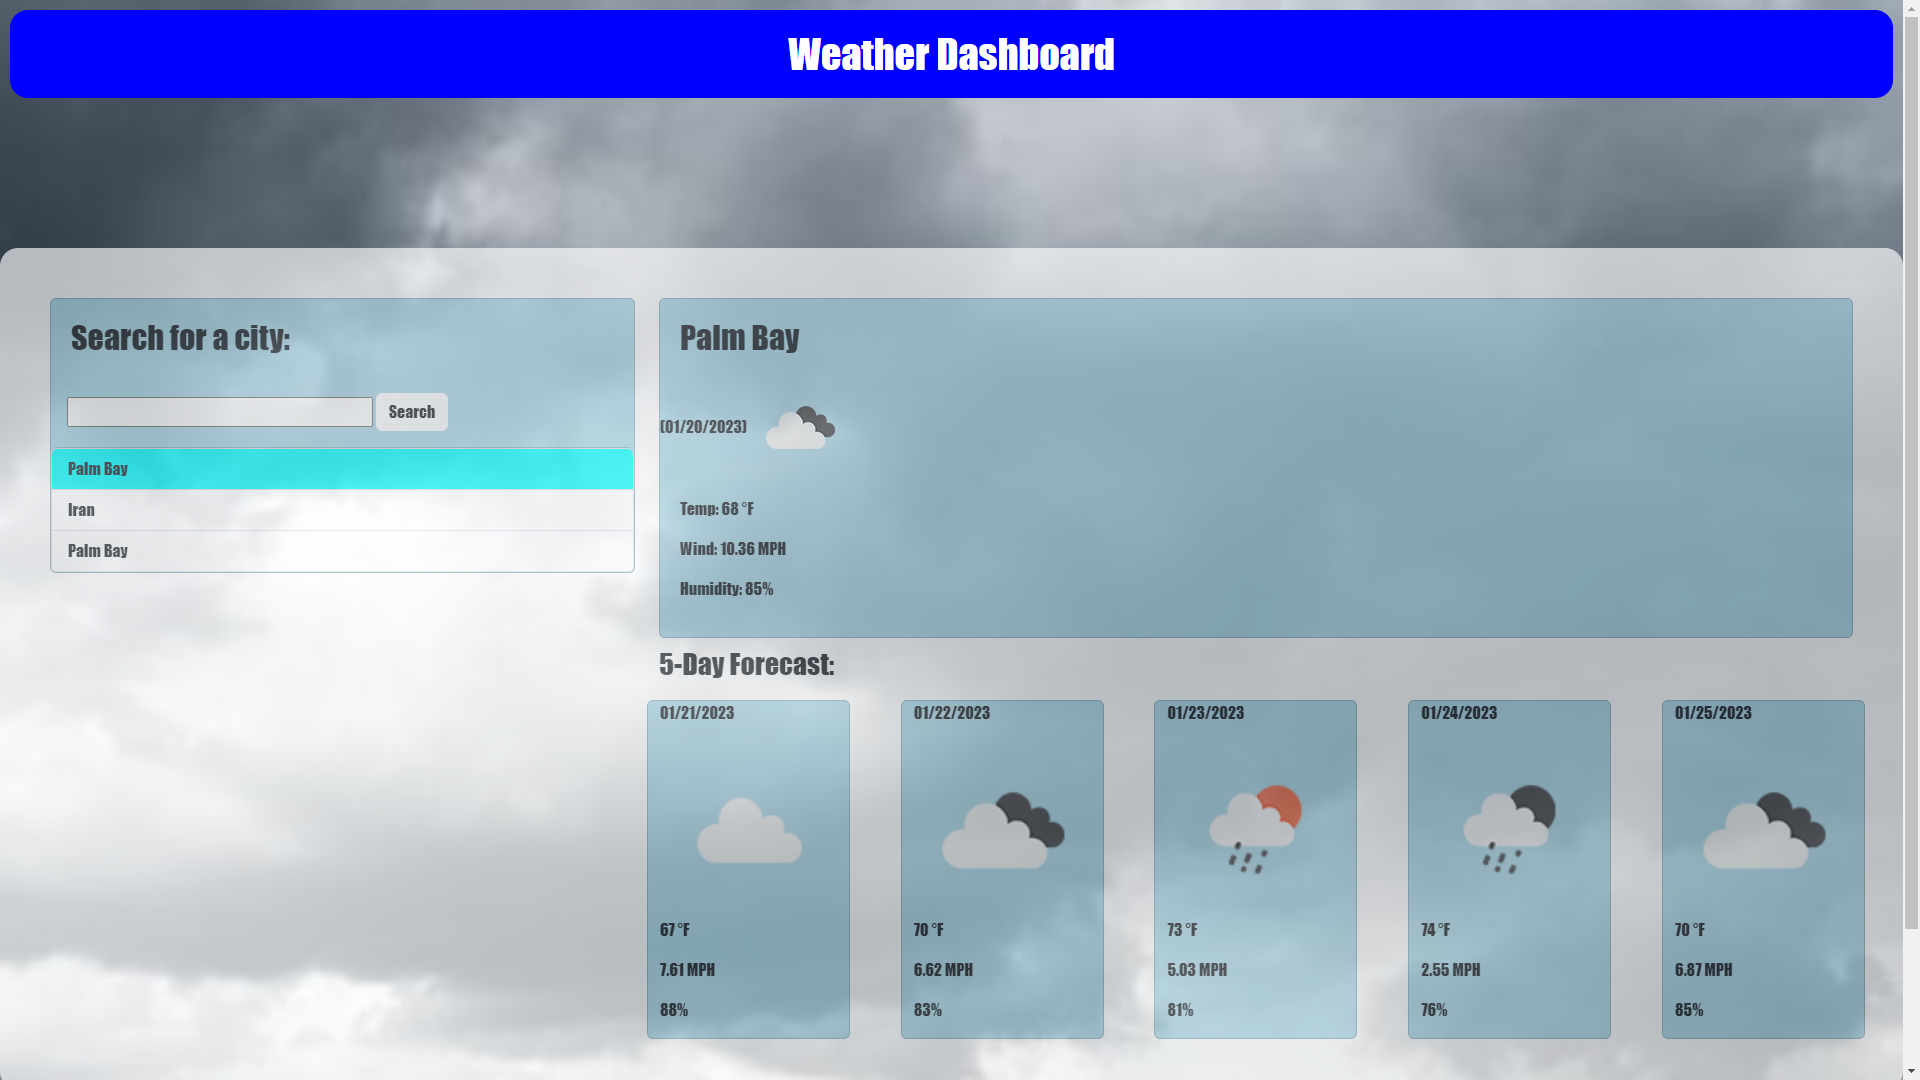 Weather Dashboard
Search for a city:
Search
Palm Bay
Iran
Palm Bay
Palm Bay
(01/20/2023)
Temp: 68 °F
Wind: 10.36 MPH
Humidity: 85%
5-Day Forecast:
01/21/2023
67 °F
7.61 MPH
88%
01/22/2023
70 °F
6.62 MPH
83%
01/23/2023
73 °F
5.03 MPH
81%
01/24/2023
74 °F
2.55 MPH
76%
01/25/2023
70 °F
6.87 MPH
85%